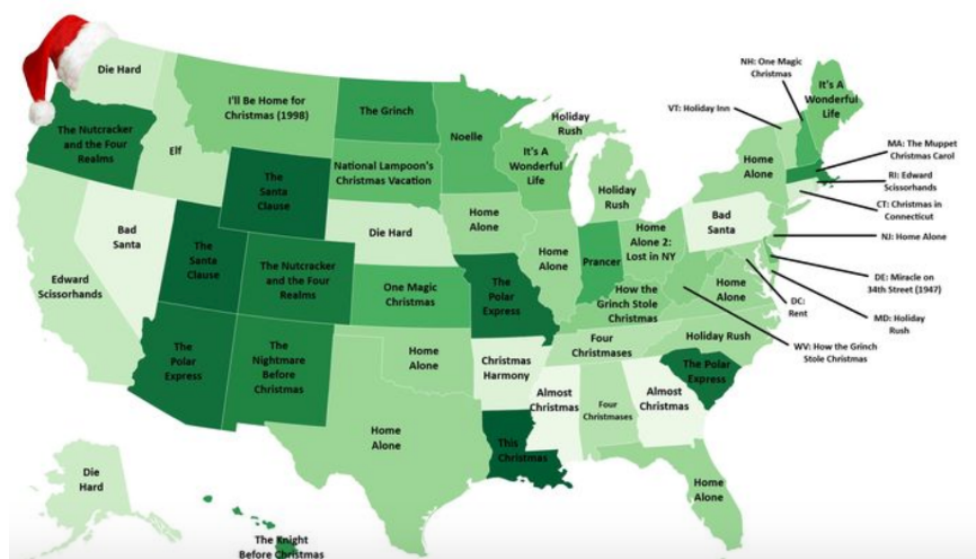 Die Hard
The Nutcracker
and the Four
Realms
Elf
I'll Be Home for
Christmas (1998)
The Grinch
Noelle
National Lampoon's
Christmas Vacation
The
Santa
Clause
It's A
Wonderful
Life
Holiday
Rush
Holiday
Rush
Home
Alone
VT: Holiday Inn
NH: One Magic
Christmas
It's A
Wonderful
Life
MA: The Muppet
Christmas Carol
RI: Edward
Scissorhands
CT: Christmas in
Connecticut
NJ: Home Alone
DE: Miracle on
34th Street (1947)
MD: Holiday
Rush
DC:
Rent
WV: How the Grinch
Stole Christmas
Edward
Scissorhands
Bad
Santa
The
Santa
Clause
The Nutcracker
and the Four
Realms
Die Hard
One Magic
Christmas
Home
Alone
The
Polar
Express
Home
Alone
Prancer
Home
Alone 2:
Lost in NY
Bad
Santa
Home
Alone
How the
Grinch Stole
Christmas
The
Polar
Express
The
Nightmare
Before
Christmas
Home
Alone
Home
Alone
Christmas
Harmony
Four
Christmases
Holiday Rush
The Polar
Express
Almost
Christmas
Four
Christmases
Almost
Christmas
This
Christmas
Home
Alone
Die
Hard
The Knight
Before Christmas